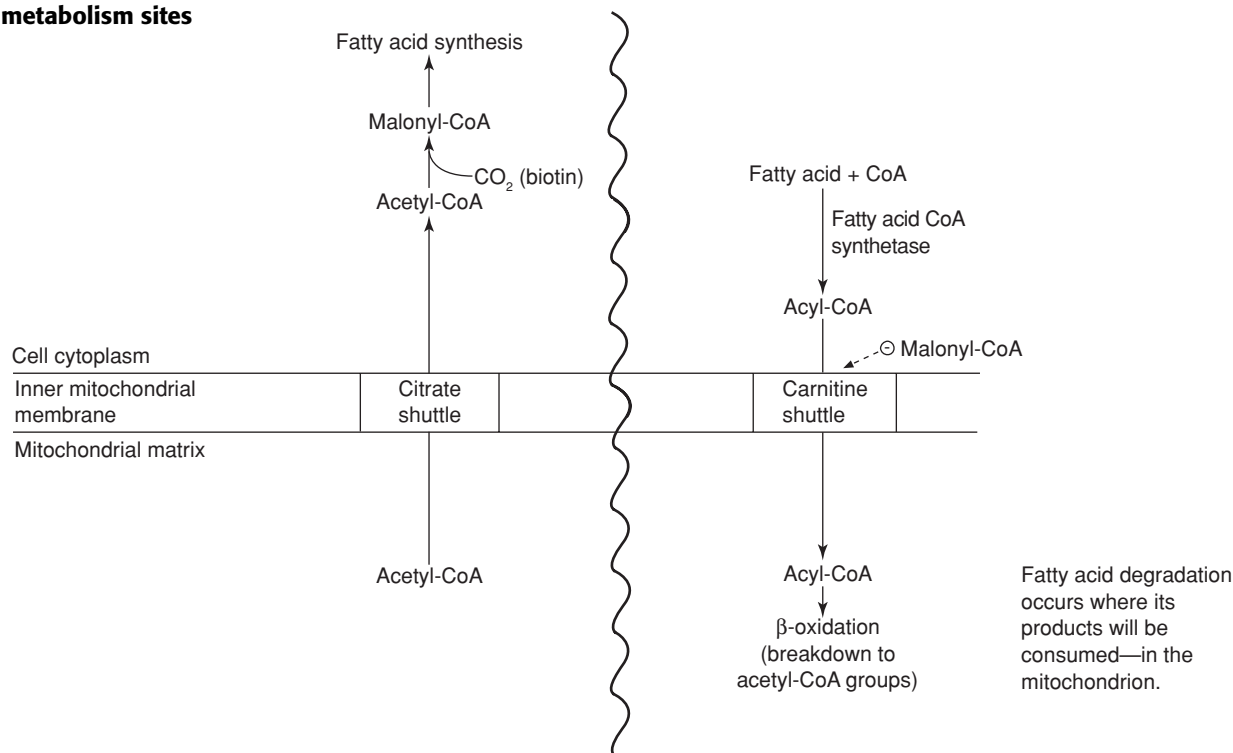 metabolism sites
Fatty acid synthesis
Malonyl-CoA
CO2 (biotin)
Acetyl-CoA
Fatty acid + CoA
Fatty acid CoA
synthetase
Acyl-CoA
⊖ Malonyl-CoA
Cell cytoplasm
Inner mitochondrial
membrane
Citrate
shuttle
Carnitine
shuttle
Mitochondrial matrix
Acetyl-CoA
Acyl-CoA
β-oxidation
(breakdown to
acetyl-CoA groups)
Fatty acid degradation
occurs where its
products will be
consumed—in the
mitochondrion.